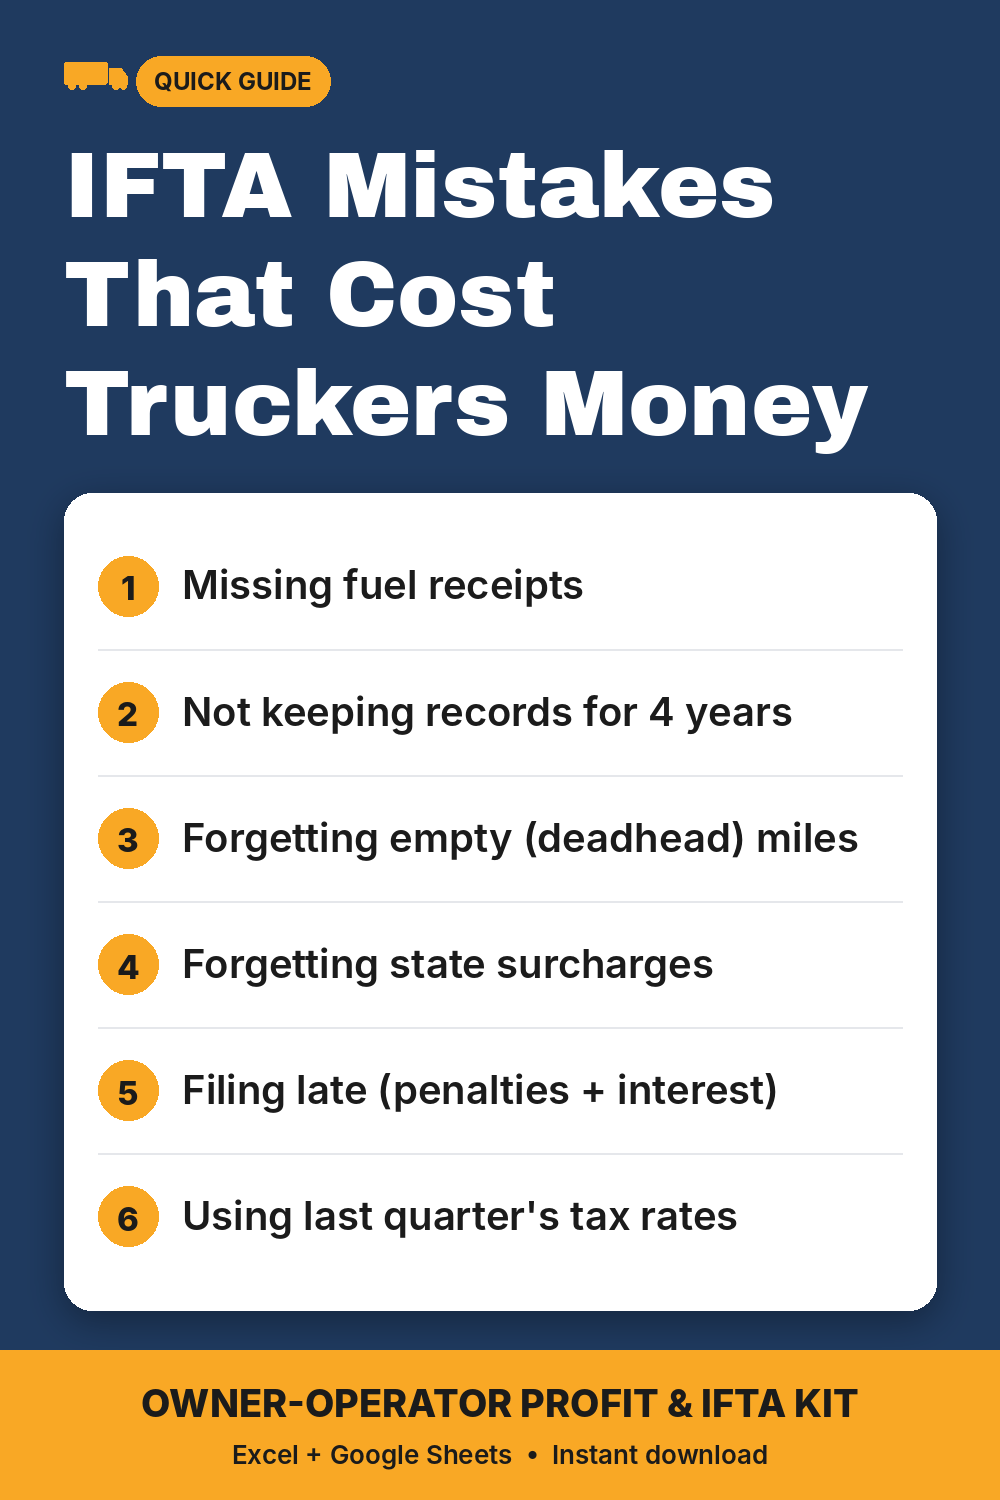 QUICK GUIDE
IFTA Mistakes
That Cost
Truckers Money
1 Missing fuel receipts
2 Not keeping records for 4 years
3 Forgetting empty (deadhead) miles
4 Forgetting state surcharges
5 Filing late (penalties + interest)
6 Using last quarter's tax rates
OWNER-OPERATOR PROFIT & IFTA KIT
Excel + Google Sheets • Instant download